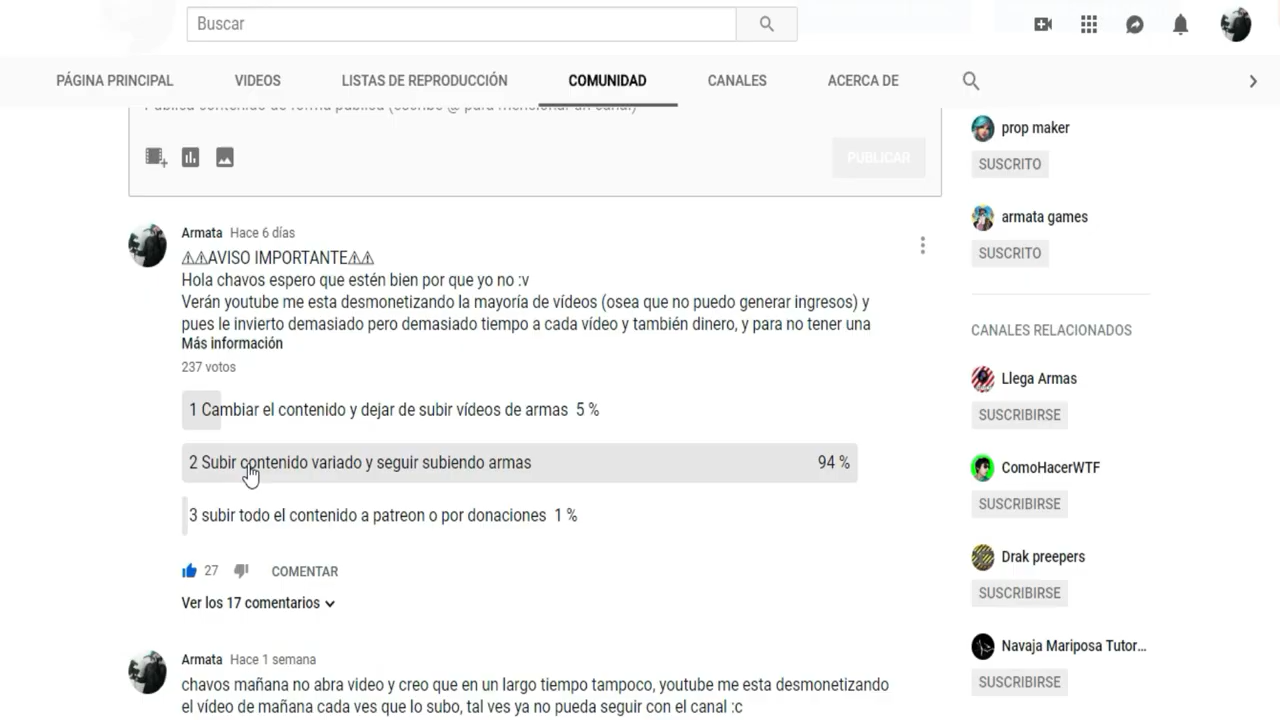 Buscar
PÁGINA PRINCIPAL
VIDEOS
LISTAS DE REPRODUCCIÓN
COMUNIDAD
CANALES
ACERCA DE
PUBLICAR
Armata Hace 6 días
⚠⚠AVISO IMPORTANTE⚠⚠
Hola chavos espero que estén bien por que yo no :v
Verán youtube me esta desmonetizando la mayoría de vídeos (osea que no puedo generar ingresos) y
pues le invierto demasiado pero demasiado tiempo a cada vídeo y también dinero, y para no tener una
Más información
237 votos
1 Cambiar el contenido y dejar de subir vídeos de armas 5 %
2 Subir contenido variado y seguir subiendo armas 94 %
3 subir todo el contenido a patreon o por donaciones 1 %
27
COMENTAR
Ver los 17 comentarios
Armata Hace 1 semana
chavos mañana no abra video y creo que en un largo tiempo tampoco, youtube me esta desmonetizando
el vídeo de mañana cada ves que lo subo, tal ves ya no pueda seguir con el canal :c
prop maker
SUSCRITO
armata games
SUSCRITO
CANALES RELACIONADOS
Llega Armas
SUSCRIBIRSE
ComoHacerWTF
SUSCRIBIRSE
Drak preepers
SUSCRIBIRSE
Navaja Mariposa Tutor...
SUSCRIBIRSE